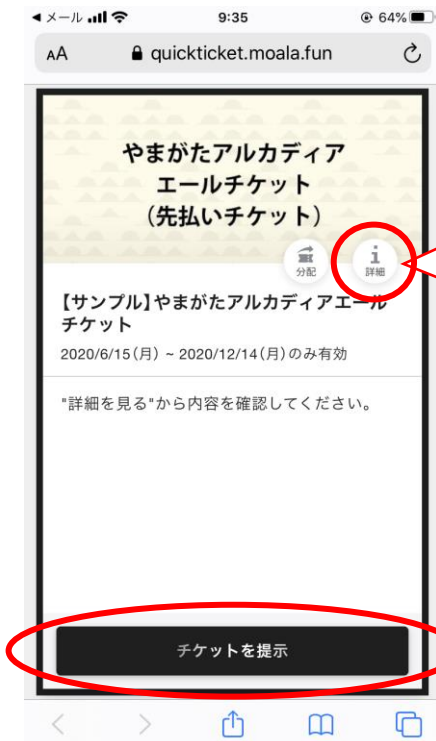 メール 9:35 64%
AA quickticket.moala.fun
やまがたアルカディア
エールチケット
（先払いチケット）
分配 詳細
【サンプル】やまがたアルカディアエール
チケット
2020/6/15(月) ~ 2020/12/14(月)のみ有効
"詳細を見る"から内容を確認してください。
チケットを提示